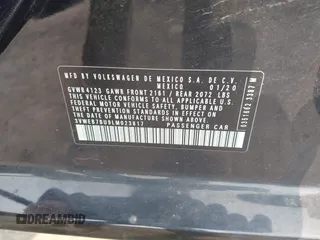 MFD BY VOLKSWAGEN DE MEXICO S.A. DE C.V.
MEXICO 01/20
GVWR 4123 GAWR FRONT 2161 / REAR 2072 LBS
THIS VEHICLE CONFORMS TO ALL APPLICABLE U.S.
FEDERAL MOTOR VEHICLE SAFETY, BUMPER AND
THEFT PREVENTION STANDARDS IN EFFECT ON THE
DATE OF MANUFACTURE SHOWN ABOVE
PASSENGER CAR
DREAMBID